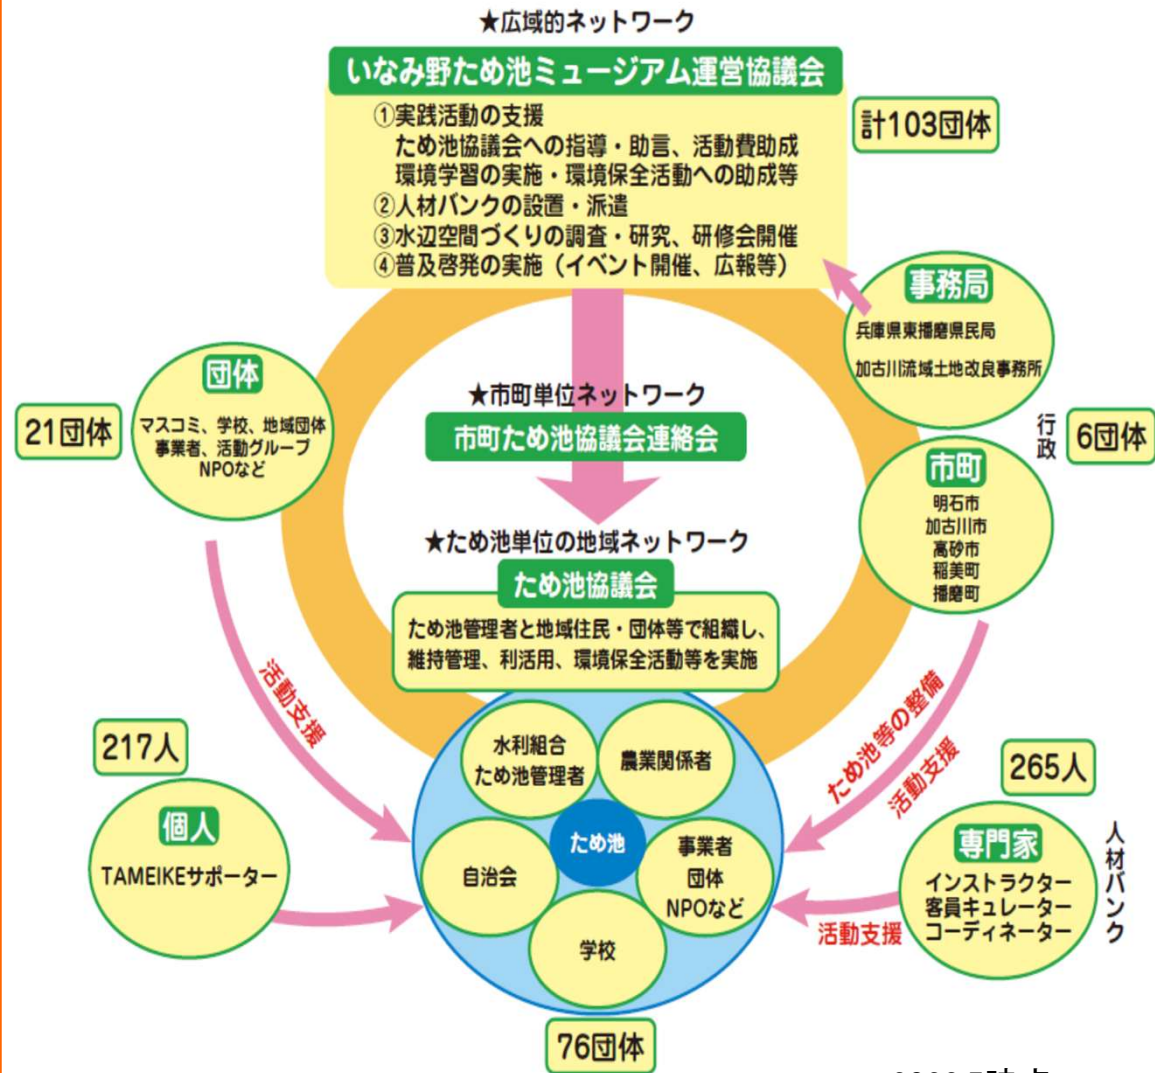 ★広域的ネットワーク
いなみ野ため池ミュージアム運営協議会
①実践活動の支援
ため池協議会への指導・助言、活動費助成
環境学習の実施・環境保全活動への助成等
②人材バンクの設置・派遣
③水辺空間づくりの調査・研究、研修会開催
④普及啓発の実施（イベント開催、広報等）
計103団体
事務局
兵庫県東播磨県民局
加古川流域土地改良事務所
団体
マスコミ、学校、地域団体
事業者、活動グループ
NPOなど
21団体
★市町単位ネットワーク
市町ため池協議会連絡会
行政
6団体
市町
明石市
加古川市
高砂市
稲美町
播磨町
★ため池単位の地域ネットワーク
ため池協議会
ため池管理者と地域住民・団体等で組織し、
維持管理、利活用、環境保全活動等を実施
活動支援
ため池等の整備
活動支援
217人
個人
TAMEIKEサポーター
水利組合
ため池管理者
農業関係者
ため池
自治会
事業者
団体
NPOなど
学校
76団体
265人
専門家
インストラクター
客員キュレーター
コーディネーター
人材バンク
活動支援